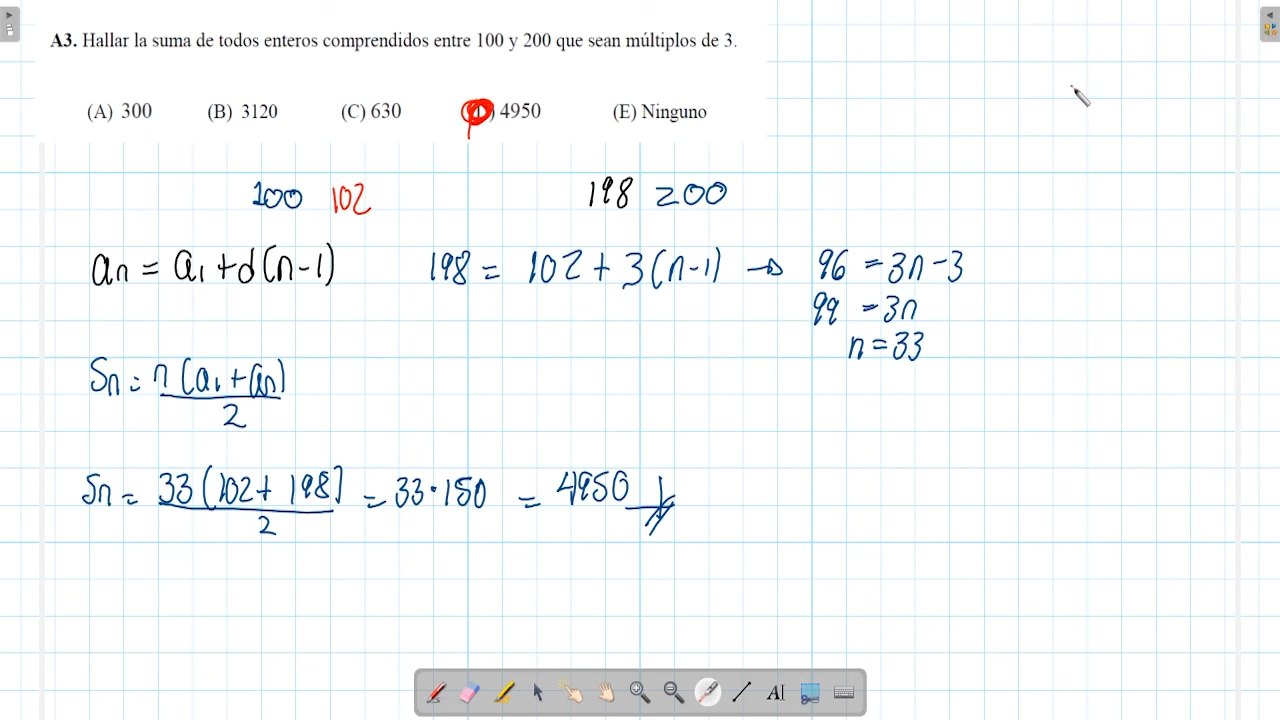 A3. Hallar la suma de todos enteros comprendidos entre 100 y 200 que sean múltiplos de 3.
(A) 300 (B) 3120 (C) 630 4950 (E) Ninguno
100 102 198 200
an = a1 + d(n-1) 198 = 102 + 3(n-1) → 96 = 3n - 3
99 = 3n
n = 33
Sn = n(a1 + an)
2
Sn = 33(102 + 198) = 33·150 = 4950
2
AI